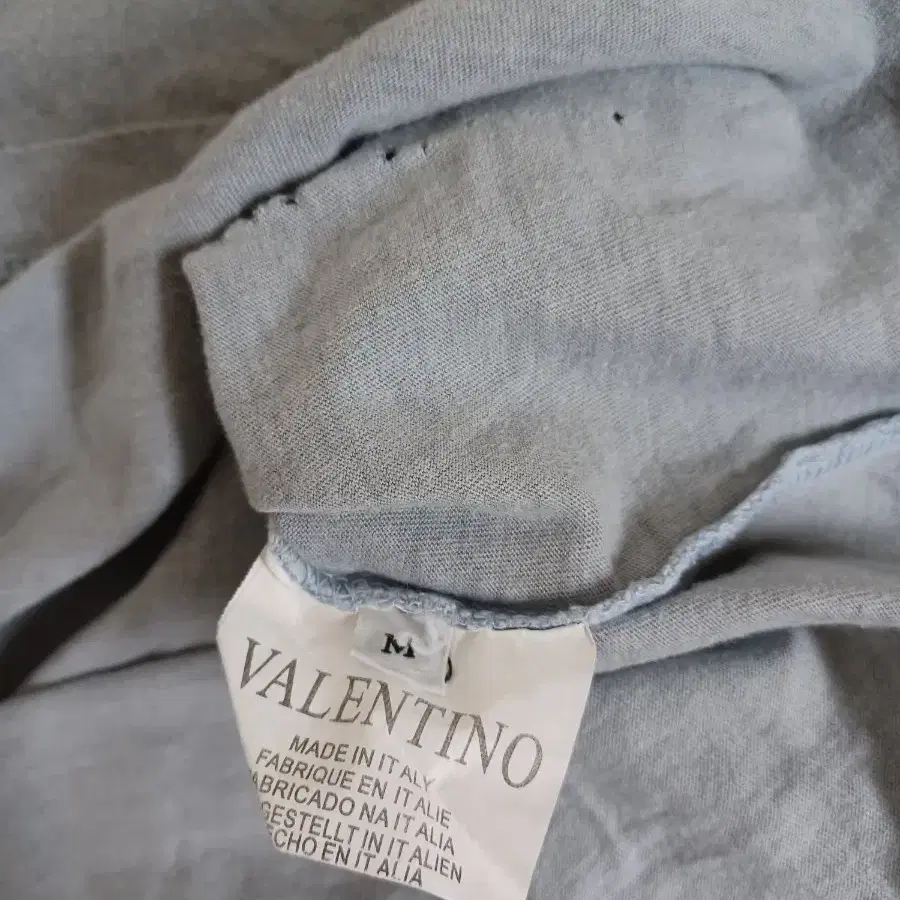 M
VALENTINO
MADE IN ITALY
FABRIQUE EN ITALIE
ABRICADO NA ITALIA
GESTELLT IN ITALIEN
ECHO EN ITALIA